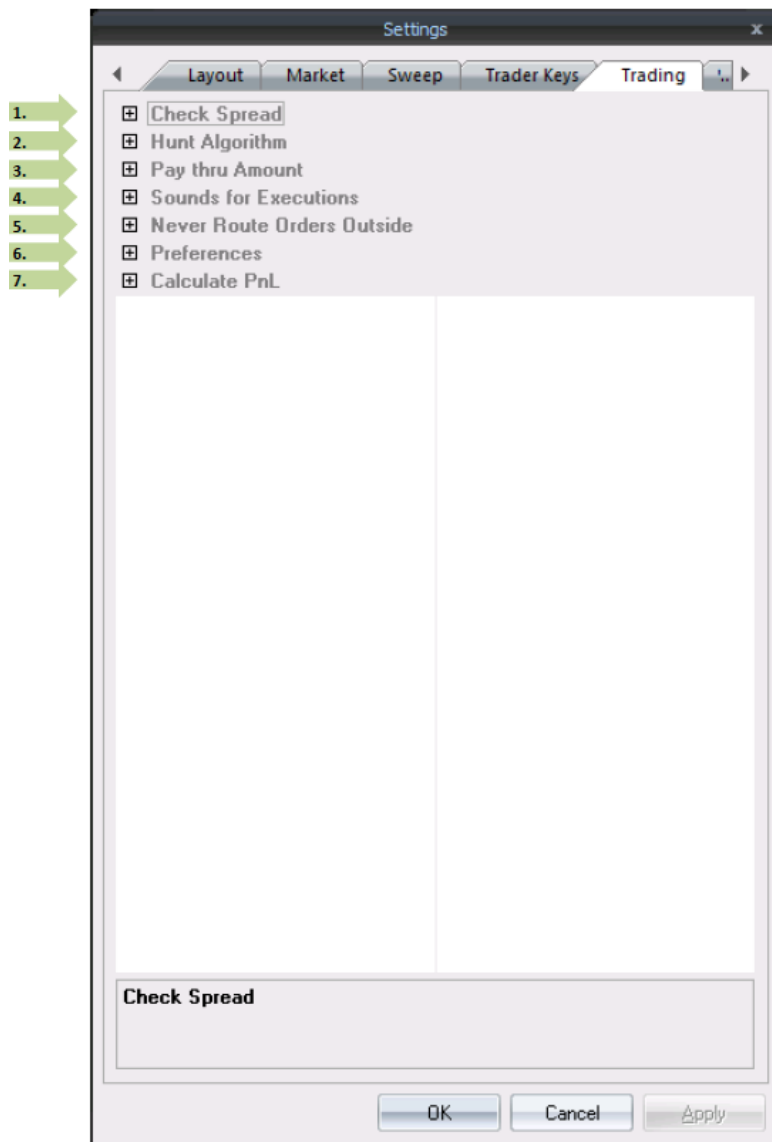 Settings x
Layout Market Sweep Trader Keys Trading '..
1. Check Spread
2. Hunt Algorithm
3. Pay thru Amount
4. Sounds for Executions
5. Never Route Orders Outside
6. Preferences
7. Calculate PnL
Check Spread
OK Cancel Apply